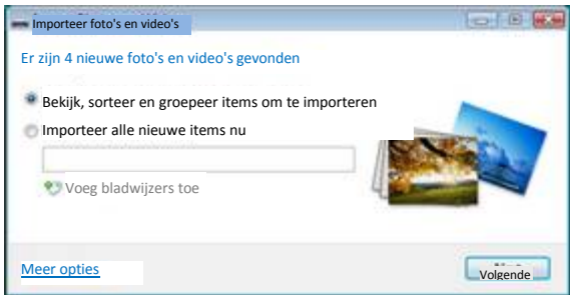 Importeer foto's en video's
Er zijn 4 nieuwe foto's en video's gevonden
Bekijk, sorteer en groepeer items om te importeren
Importeer alle nieuwe items nu
Voeg bladwijzers toe
Meer opties
Volgende